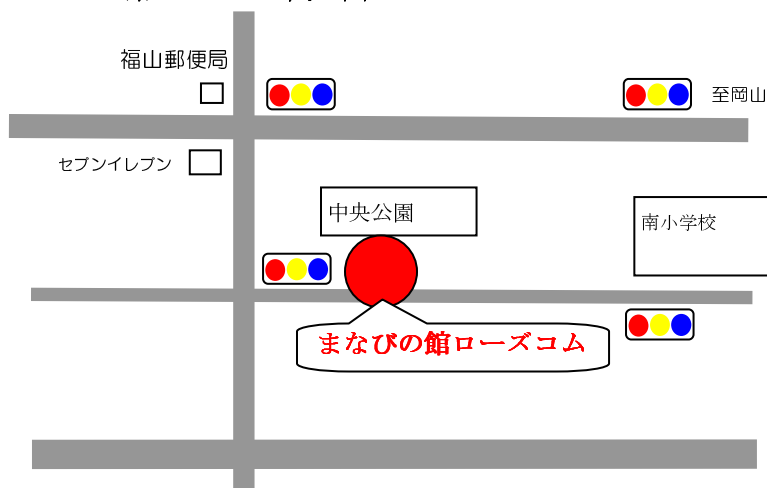 福山郵便局
至岡山
セブンイレブン
中央公園
南小学校
まなびの館ローズコム